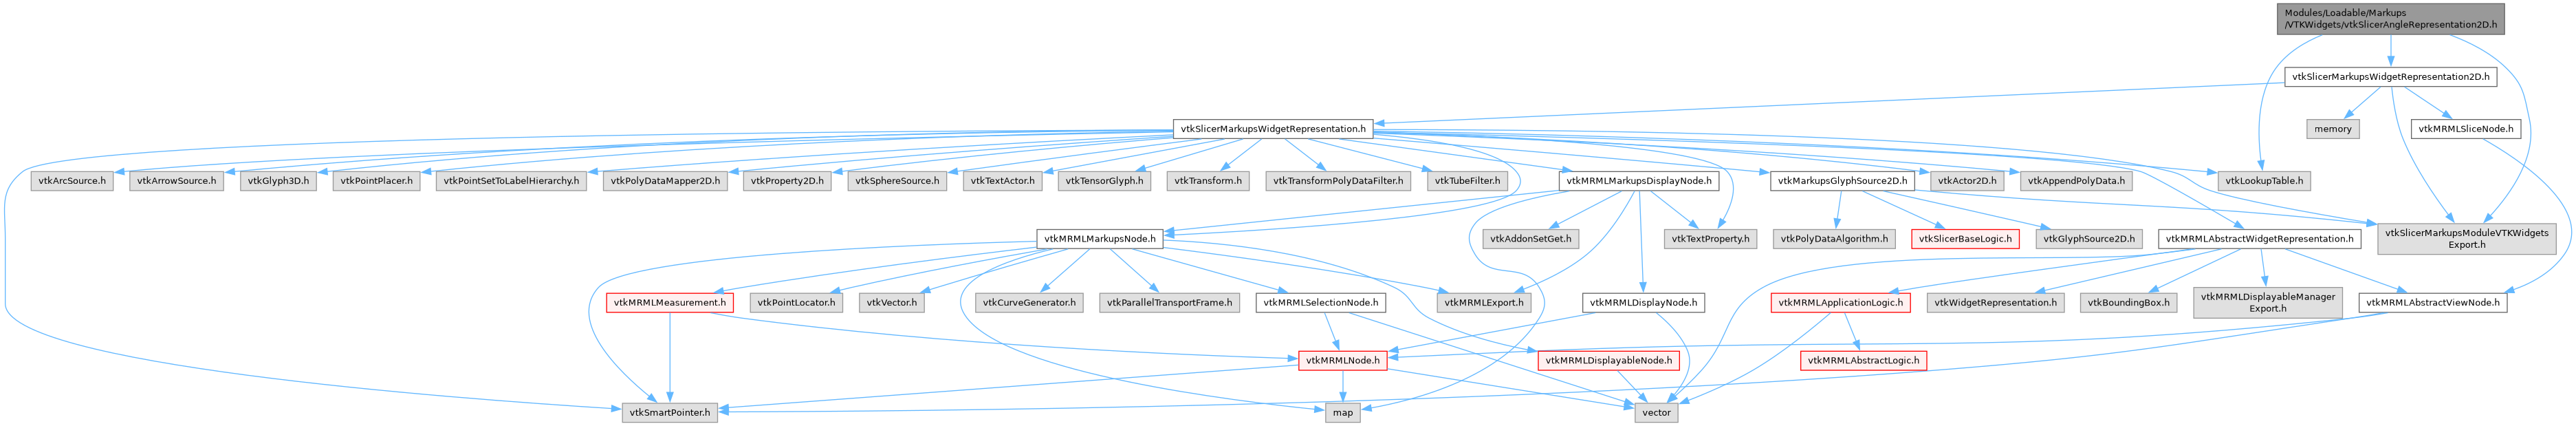 Modules/Loadable/Markups
/VTKWidgets/vtkSlicerAngleRepresentation2D.h
vtkSlicerMarkupsWidgetRepresentation2D.h
vtkSlicerMarkupsWidgetRepresentation.h
memory
vtkMRMLSliceNode.h
vtkArcSource.h
vtkArrowSource.h
vtkGlyph3D.h
vtkPointPlacer.h
vtkPointSetToLabelHierarchy.h
vtkPolyDataMapper2D.h
vtkProperty2D.h
vtkSphereSource.h
vtkTextActor.h
vtkTensorGlyph.h
vtkTransform.h
vtkTransformPolyDataFilter.h
vtkTubeFilter.h
vtkMRMLMarkupsDisplayNode.h
vtkMarkupsGlyphSource2D.h
vtkActor2D.h
vtkAppendPolyData.h
vtkLookupTable.h
vtkMRMLMarkupsNode.h
vtkAddonSetGet.h
vtkTextProperty.h
vtkPolyDataAlgorithm.h
vtkSlicerBaseLogic.h
vtkGlyphSource2D.h
vtkMRMLAbstractWidgetRepresentation.h
vtkSlicerMarkupsModuleVTKWidgets
Export.h
vtkMRMLMeasurement.h
vtkPointLocator.h
vtkVector.h
vtkCurveGenerator.h
vtkParallelTransportFrame.h
vtkMRMLSelectionNode.h
vtkMRMLExport.h
vtkMRMLDisplayNode.h
vtkMRMLApplicationLogic.h
vtkWidgetRepresentation.h
vtkBoundingBox.h
vtkMRMLDisplayableManager
Export.h
vtkMRMLAbstractViewNode.h
vtkMRMLNode.h
vtkMRMLDisplayableNode.h
vtkMRMLAbstractLogic.h
vtkSmartPointer.h
map
vector